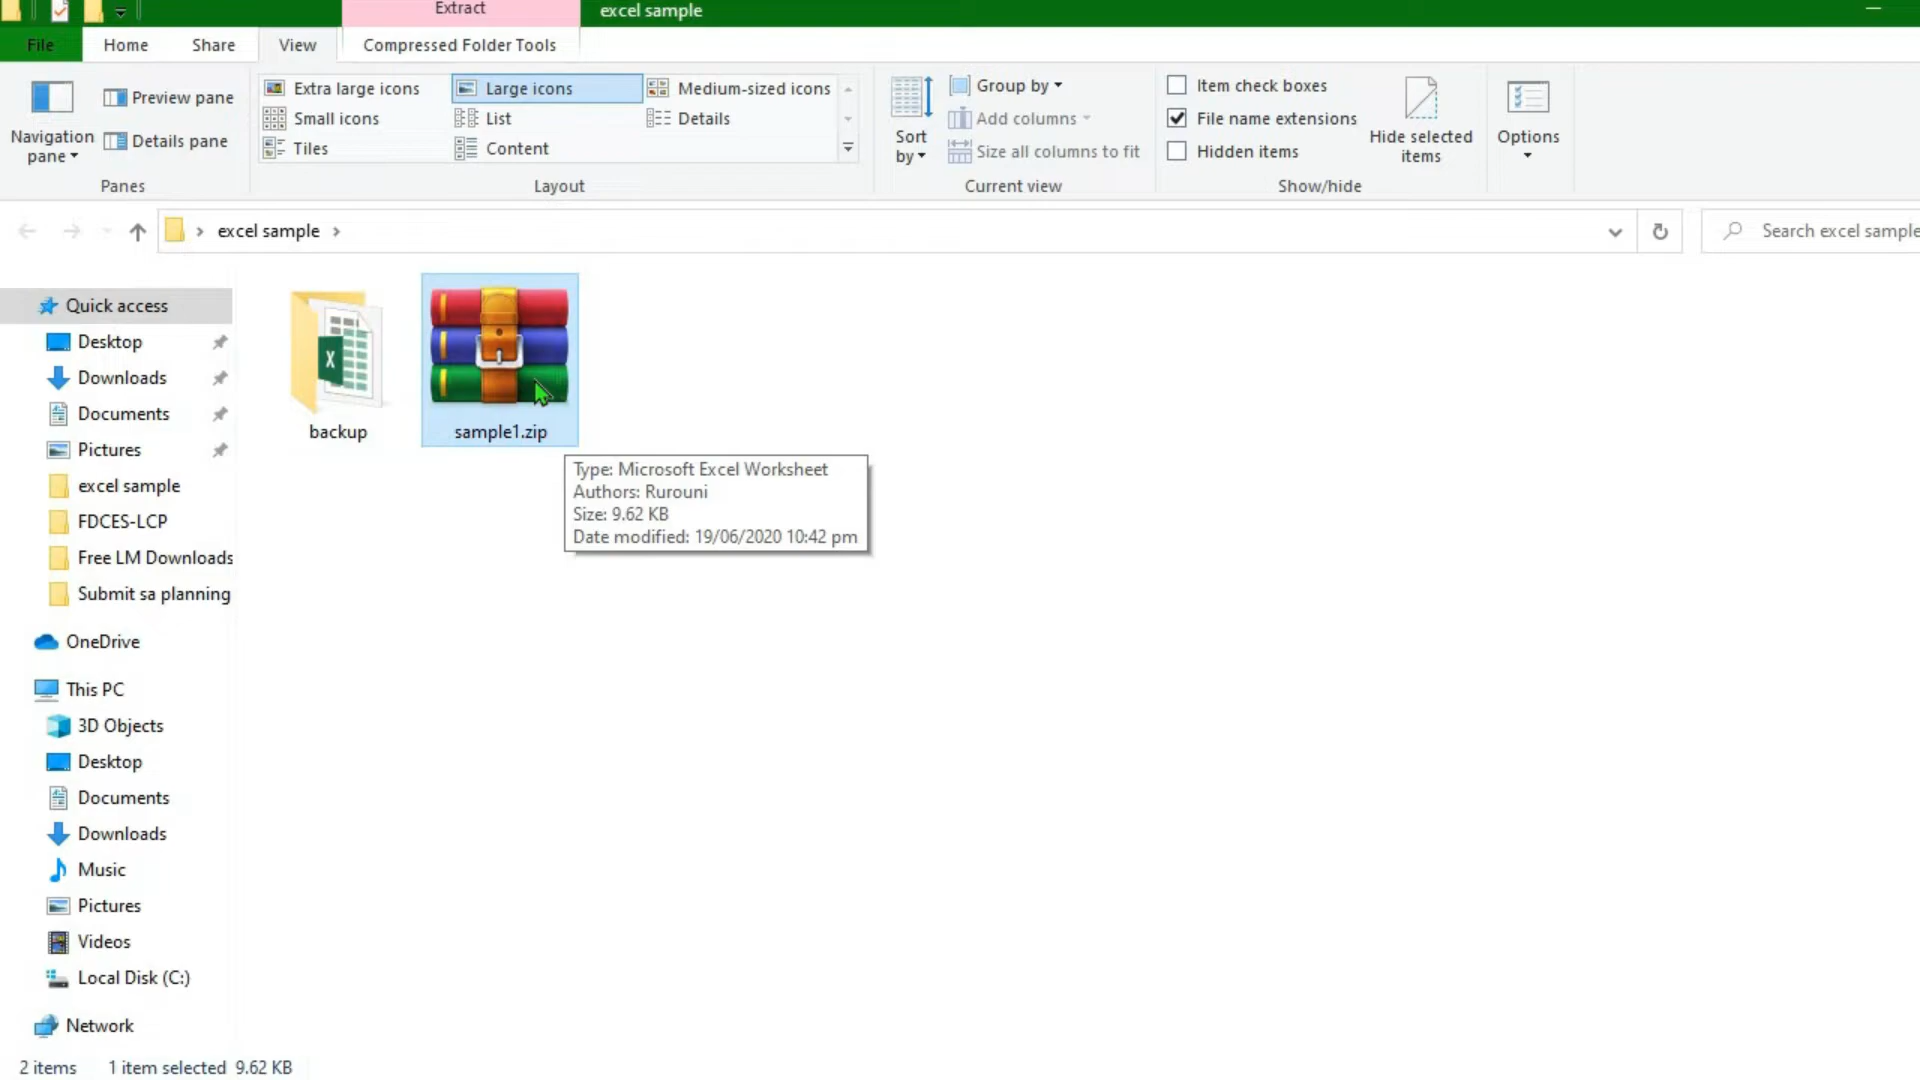 Extract
excel sample
File
Home
Share
View
Compressed Folder Tools
Navigation pane
Preview pane
Details pane
Panes
Extra large icons
Large icons
Medium-sized icons
Small icons
List
Details
Tiles
Content
Layout
Sort by
Group by
Add columns
Size all columns to fit
Current view
Item check boxes
File name extensions
Hidden items
Hide selected items
Show/hide
Options
excel sample
Search excel sample
Quick access
Desktop
Downloads
Documents
Pictures
excel sample
FDCES-LCP
Free LM Downloads
Submit sa planning
OneDrive
This PC
3D Objects
Desktop
Documents
Downloads
Music
Pictures
Videos
Local Disk (C:)
Network
X
backup
sample1.zip
Type: Microsoft Excel Worksheet
Authors: Rurouni
Size: 9.62 KB
Date modified: 19/06/2020 10:42 pm
2 items
1 item selected 9.62 KB